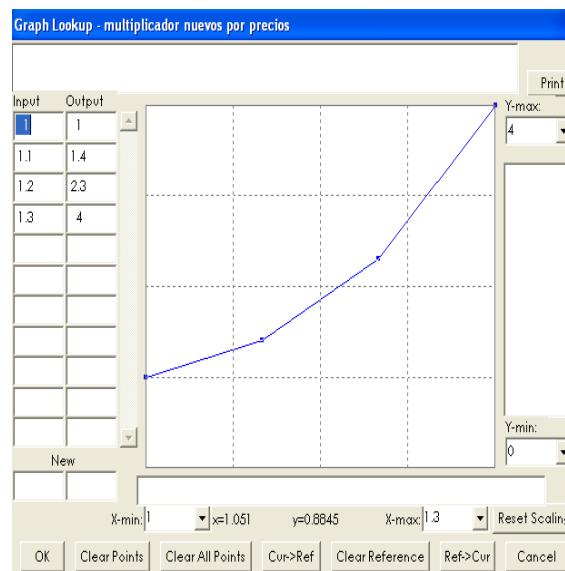 Graph Lookup - multiplicador nuevos por precios
Print
Input Output
Y-max:
1 1
4
1.1 1.4
1.2 2.3
1.3 4
Y-min:
0
New
X-min: 1 x=1.051 y=0.8845 X-max: 1.3 Reset Scaling
OK Clear Points Clear All Points Cur->Ref Clear Reference Ref->Cur Cancel